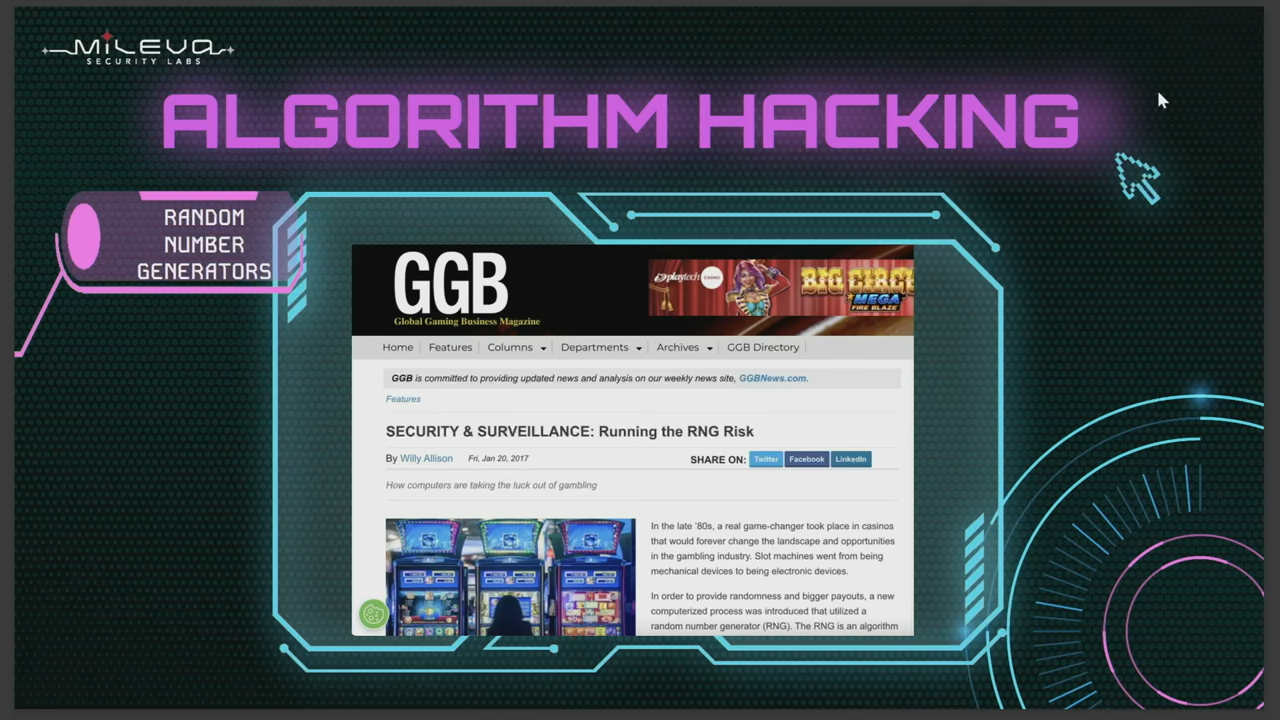 MiLEVA
SECURITY LABS
ALGORITHM HACKING
RANDOM
NUMBER
GENERATORS
GGB
Global Gaming Business Magazine
playtech CASINO
BIG CIRCU
MEGA
FIRE BLAZE
Home Features Columns Departments Archives GGB Directory
GGB is committed to providing updated news and analysis on our weekly news site, GGBNews.com.
Features
SECURITY & SURVEILLANCE: Running the RNG Risk
By Willy Allison Fri, Jan 20, 2017
SHARE ON: Twitter Facebook LinkedIn
How computers are taking the luck out of gambling
In the late '80s, a real game-changer took place in casinos
that would forever change the landscape and opportunities
in the gambling industry. Slot machines went from being
mechanical devices to being electronic devices.
In order to provide randomness and bigger payouts, a new
computerized process was introduced that utilized a
random number generator (RNG). The RNG is an algorithm